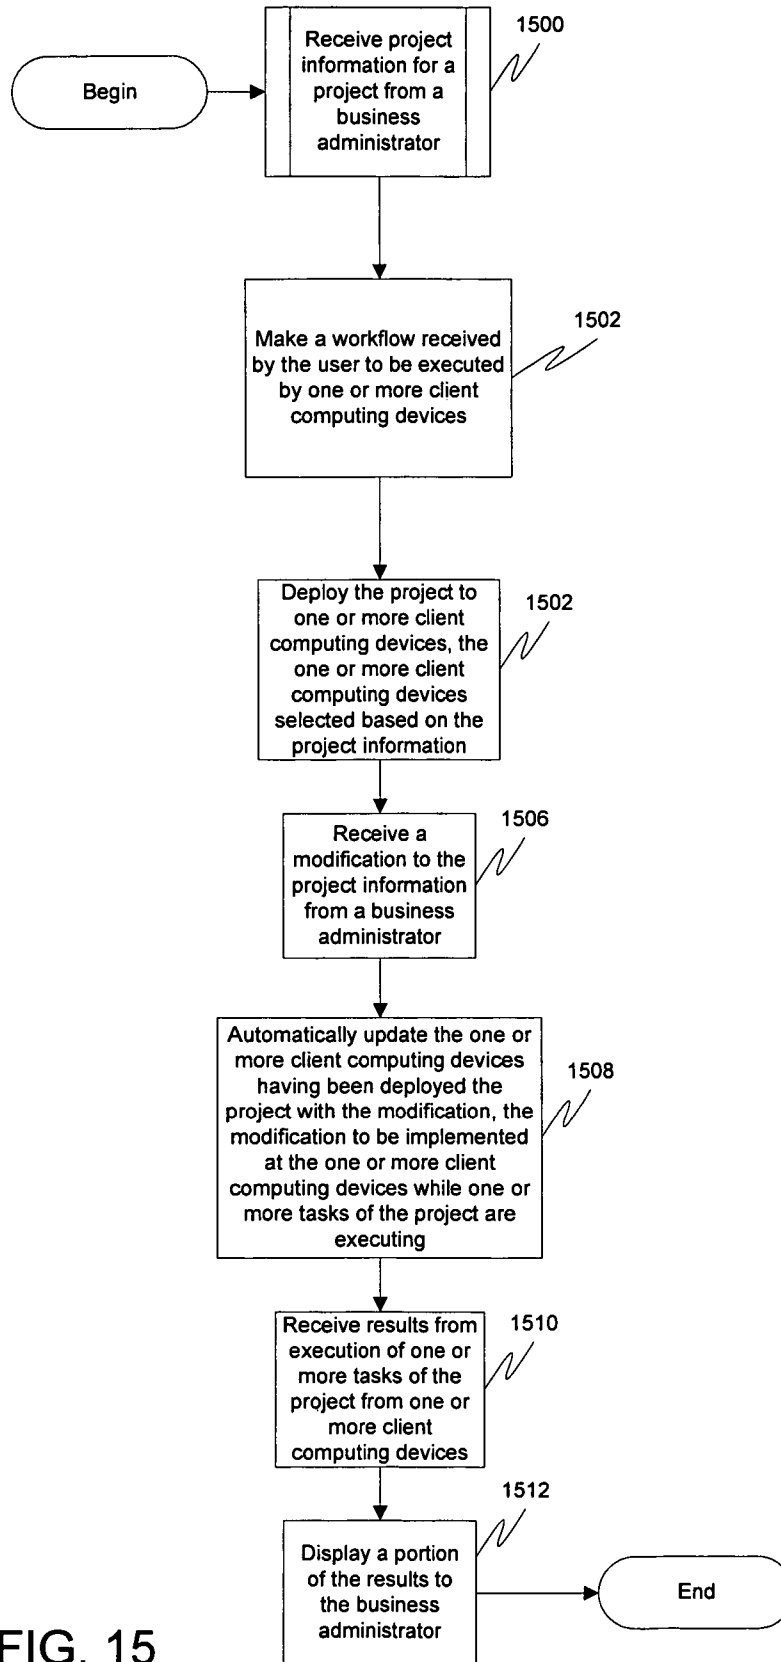 Begin
Receive project
information for a
project from a
business
administrator
1500
Make a workflow received
by the user to be executed
by one or more client
computing devices
1502
Deploy the project to
one or more client
computing devices, the
one or more client
computing devices
selected based on the
project information
1502
Receive a
modification to the
project information
from a business
administrator
1506
Automatically update the one or
more client computing devices
having been deployed the
project with the modification, the
modification to be implemented
at the one or more client
computing devices while one or
more tasks of the project are
executing
1508
Receive results from
execution of one or
more tasks of the
project from one or
more client
computing devices
1510
Display a portion
of the results to
the business
administrator
1512
End
FIG. 15